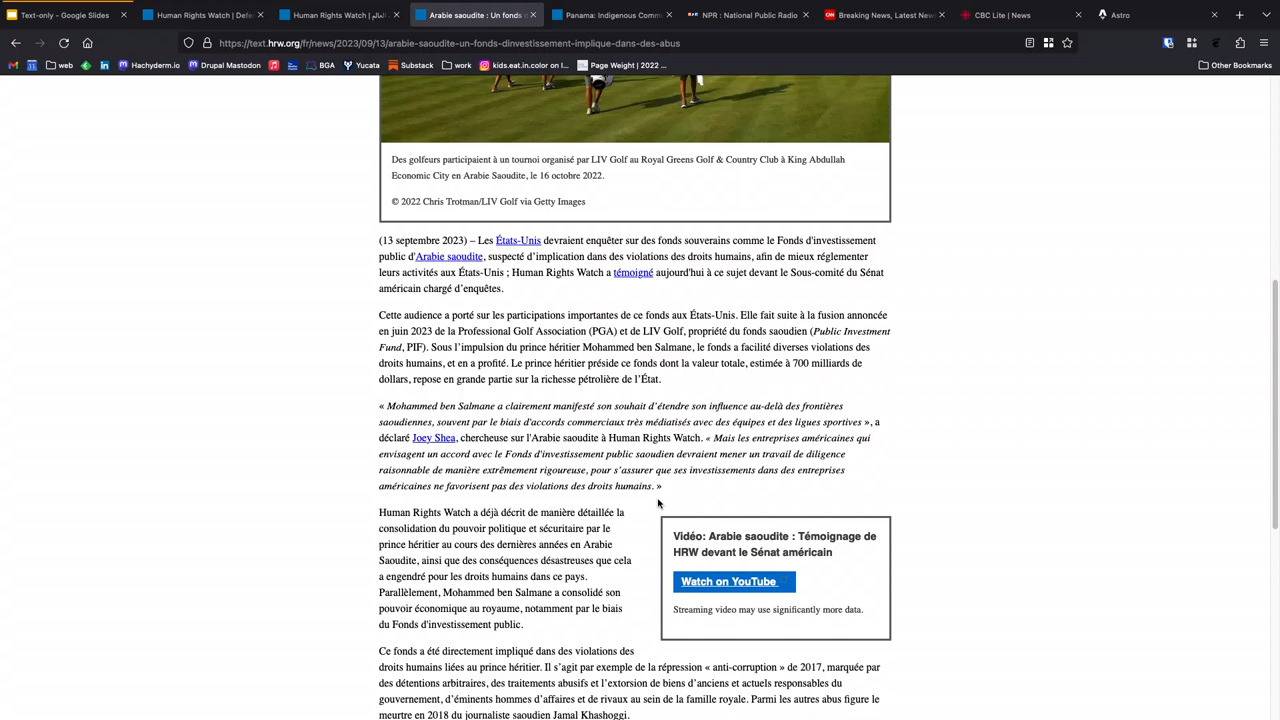 Text-only - Google Slides
Human Rights Watch | Defe
Human Rights Watch | العالم
Arabie saoudite : Un fonds d
Panama: Indigenous Comm
NPR : National Public Radio
Breaking News, Latest New
CBC Lite | News
Astro
https://text.hrw.org/fr/news/2023/09/13/arabie-saoudite-un-fonds-dinvestissement-implique-dans-des-abus
web
Hachyderm.io
Drupal Mastodon
BGA
Yucata
Substack
work
kids.eat.in.color on I...
Page Weight | 2022 ...
Other Bookmarks
Des golfeurs participaient à un tournoi organisé par LIV Golf au Royal Greens Golf & Country Club à King Abdullah
Economic City en Arabie Saoudite, le 16 octobre 2022.
© 2022 Chris Trotman/LIV Golf via Getty Images
(13 septembre 2023) – Les États-Unis devraient enquêter sur des fonds souverains comme le Fonds d'investissement
public d'Arabie saoudite, suspecté d’implication dans des violations des droits humains, afin de mieux réglementer
leurs activités aux États-Unis ; Human Rights Watch a témoigné aujourd'hui à ce sujet devant le Sous-comité du Sénat
américain chargé d’enquêtes.
Cette audience a porté sur les participations importantes de ce fonds aux États-Unis. Elle fait suite à la fusion annoncée
en juin 2023 de la Professional Golf Association (PGA) et de LIV Golf, propriété du fonds saoudien (Public Investment
Fund, PIF). Sous l’impulsion du prince héritier Mohammed ben Salmane, le fonds a facilité diverses violations des
droits humains, et en a profité. Le prince héritier préside ce fonds dont la valeur totale, estimée à 700 milliards de
dollars, repose en grande partie sur la richesse pétrolière de l’État.
« Mohammed ben Salmane a clairement manifesté son souhait d’étendre son influence au-delà des frontières
saoudiennes, souvent par le biais d'accords commerciaux très médiatisés avec des équipes et des ligues sportives », a
déclaré Joey Shea, chercheuse sur l'Arabie saoudite à Human Rights Watch. « Mais les entreprises américaines qui
envisagent un accord avec le Fonds d'investissement public saoudien devraient mener un travail de diligence
raisonnable de manière extrêmement rigoureuse, pour s’assurer que ses investissements dans des entreprises
américaines ne favorisent pas des violations des droits humains. »
Human Rights Watch a déjà décrit de manière détaillée la
consolidation du pouvoir politique et sécuritaire par le
prince héritier au cours des dernières années en Arabie
Saoudite, ainsi que des conséquences désastreuses que cela
a engendré pour les droits humains dans ce pays.
Parallèlement, Mohammed ben Salmane a consolidé son
pouvoir économique au royaume, notamment par le biais
du Fonds d'investissement public.
Vidéo: Arabie saoudite : Témoignage de
HRW devant le Sénat américain
Watch on YouTube
Streaming video may use significantly more data.
Ce fonds a été directement impliqué dans des violations des
droits humains liées au prince héritier. Il s’agit par exemple de la répression « anti-corruption » de 2017, marquée par
des détentions arbitraires, des traitements abusifs et l’extorsion de biens d’anciens et actuels responsables du
gouvernement, d’éminents hommes d’affaires et de rivaux au sein de la famille royale. Parmi les autres abus figure le
meurtre en 2018 du journaliste saoudien Jamal Khashoggi.